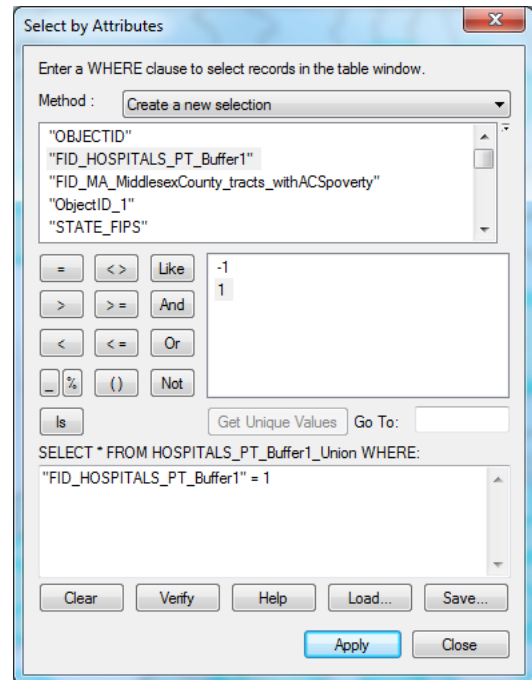 Select by Attributes
Enter a WHERE clause to select records in the table window.
Method : Create a new selection
"OBJECTID"
"FID_HOSPITALS_PT_Buffer1"
"FID_MA_MiddlesexCounty_tracts_withACSpoverty"
"ObjectID_1"
"STATE_FIPS"
= < > Like -1
> > = And 1
< < = Or
_ % () Not
Is Get Unique Values Go To:
SELECT * FROM HOSPITALS_PT_Buffer1_Union WHERE:
"FID_HOSPITALS_PT_Buffer1" = 1
Clear Verify Help Load... Save...
Apply Close